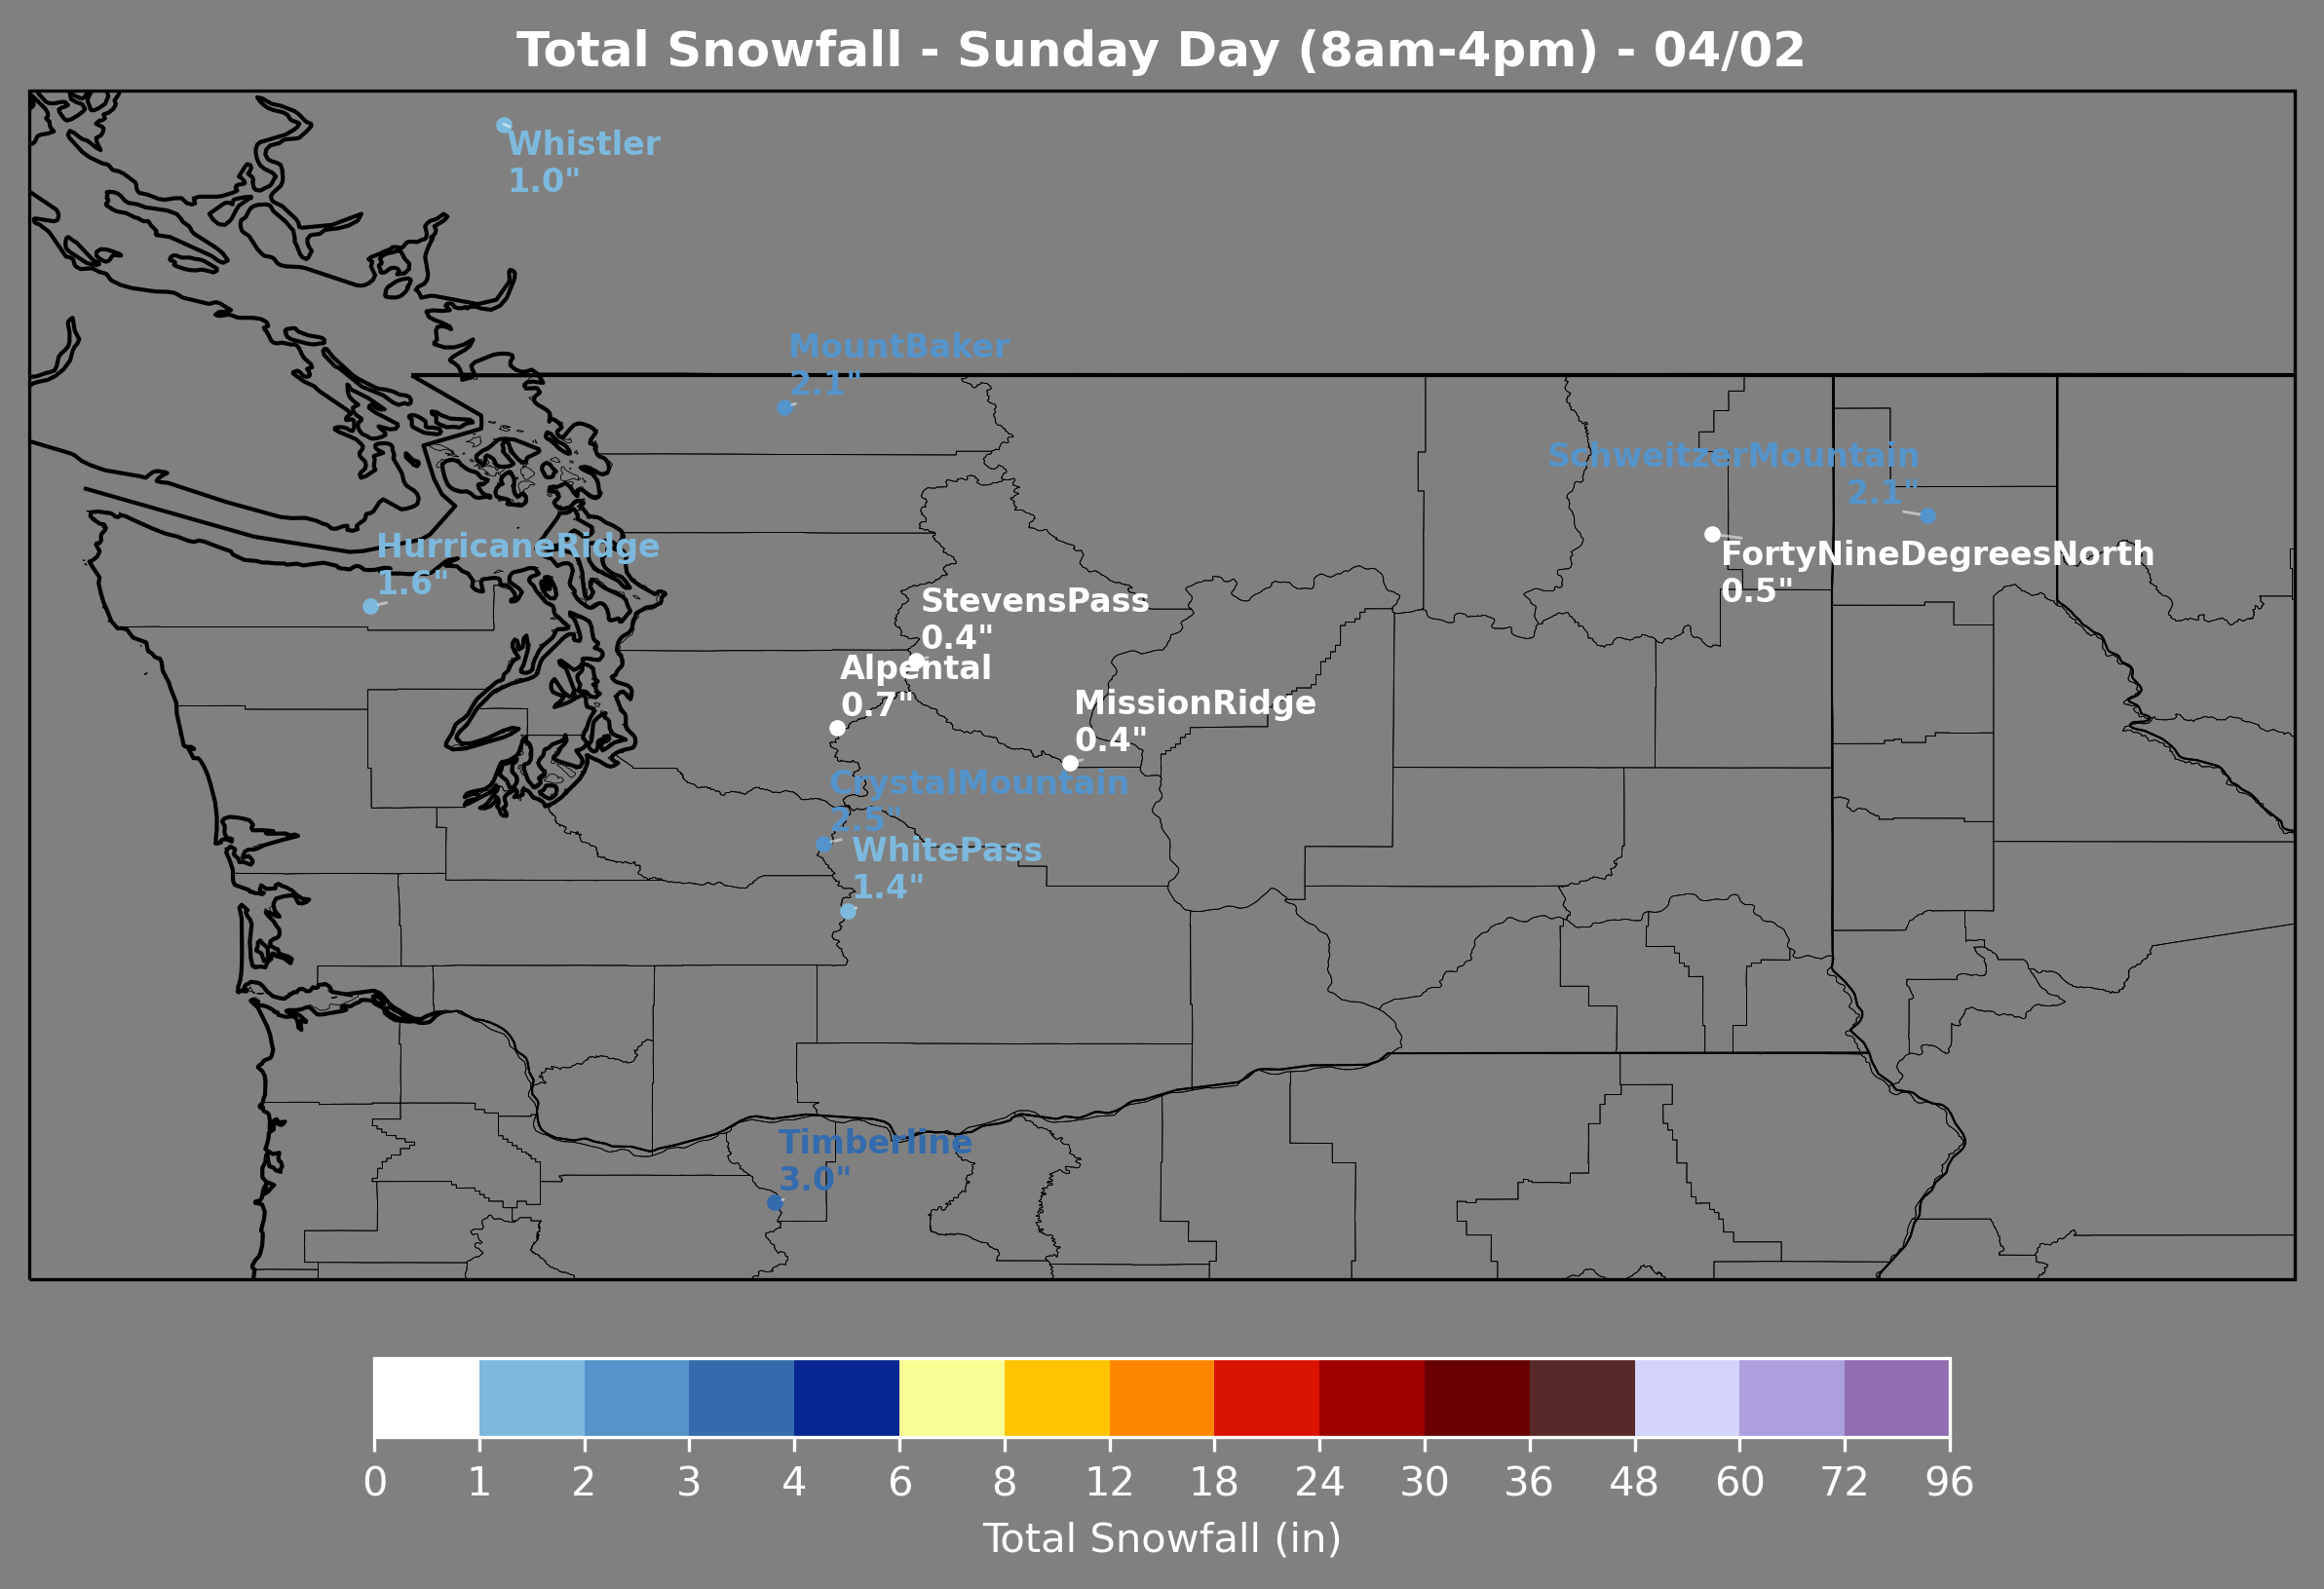 Total Snowfall - Sunday Day (8am-4pm) - 04/02
Whistler
1.0"
MountBaker
2.1"
SchweitzerMountain
2.1"
HurricaneRidge
1.6"
FortyNineDegreesNorth
0.5"
StevensPass
0.4"
Alpental
0.7"
MissionRidge
0.4"
CrystalMountain
2.5"
WhitePass
1.4"
Timberline
3.0"
0 1 2 3 4 6 8 12 18 24 30 36 48 60 72 96
Total Snowfall (in)